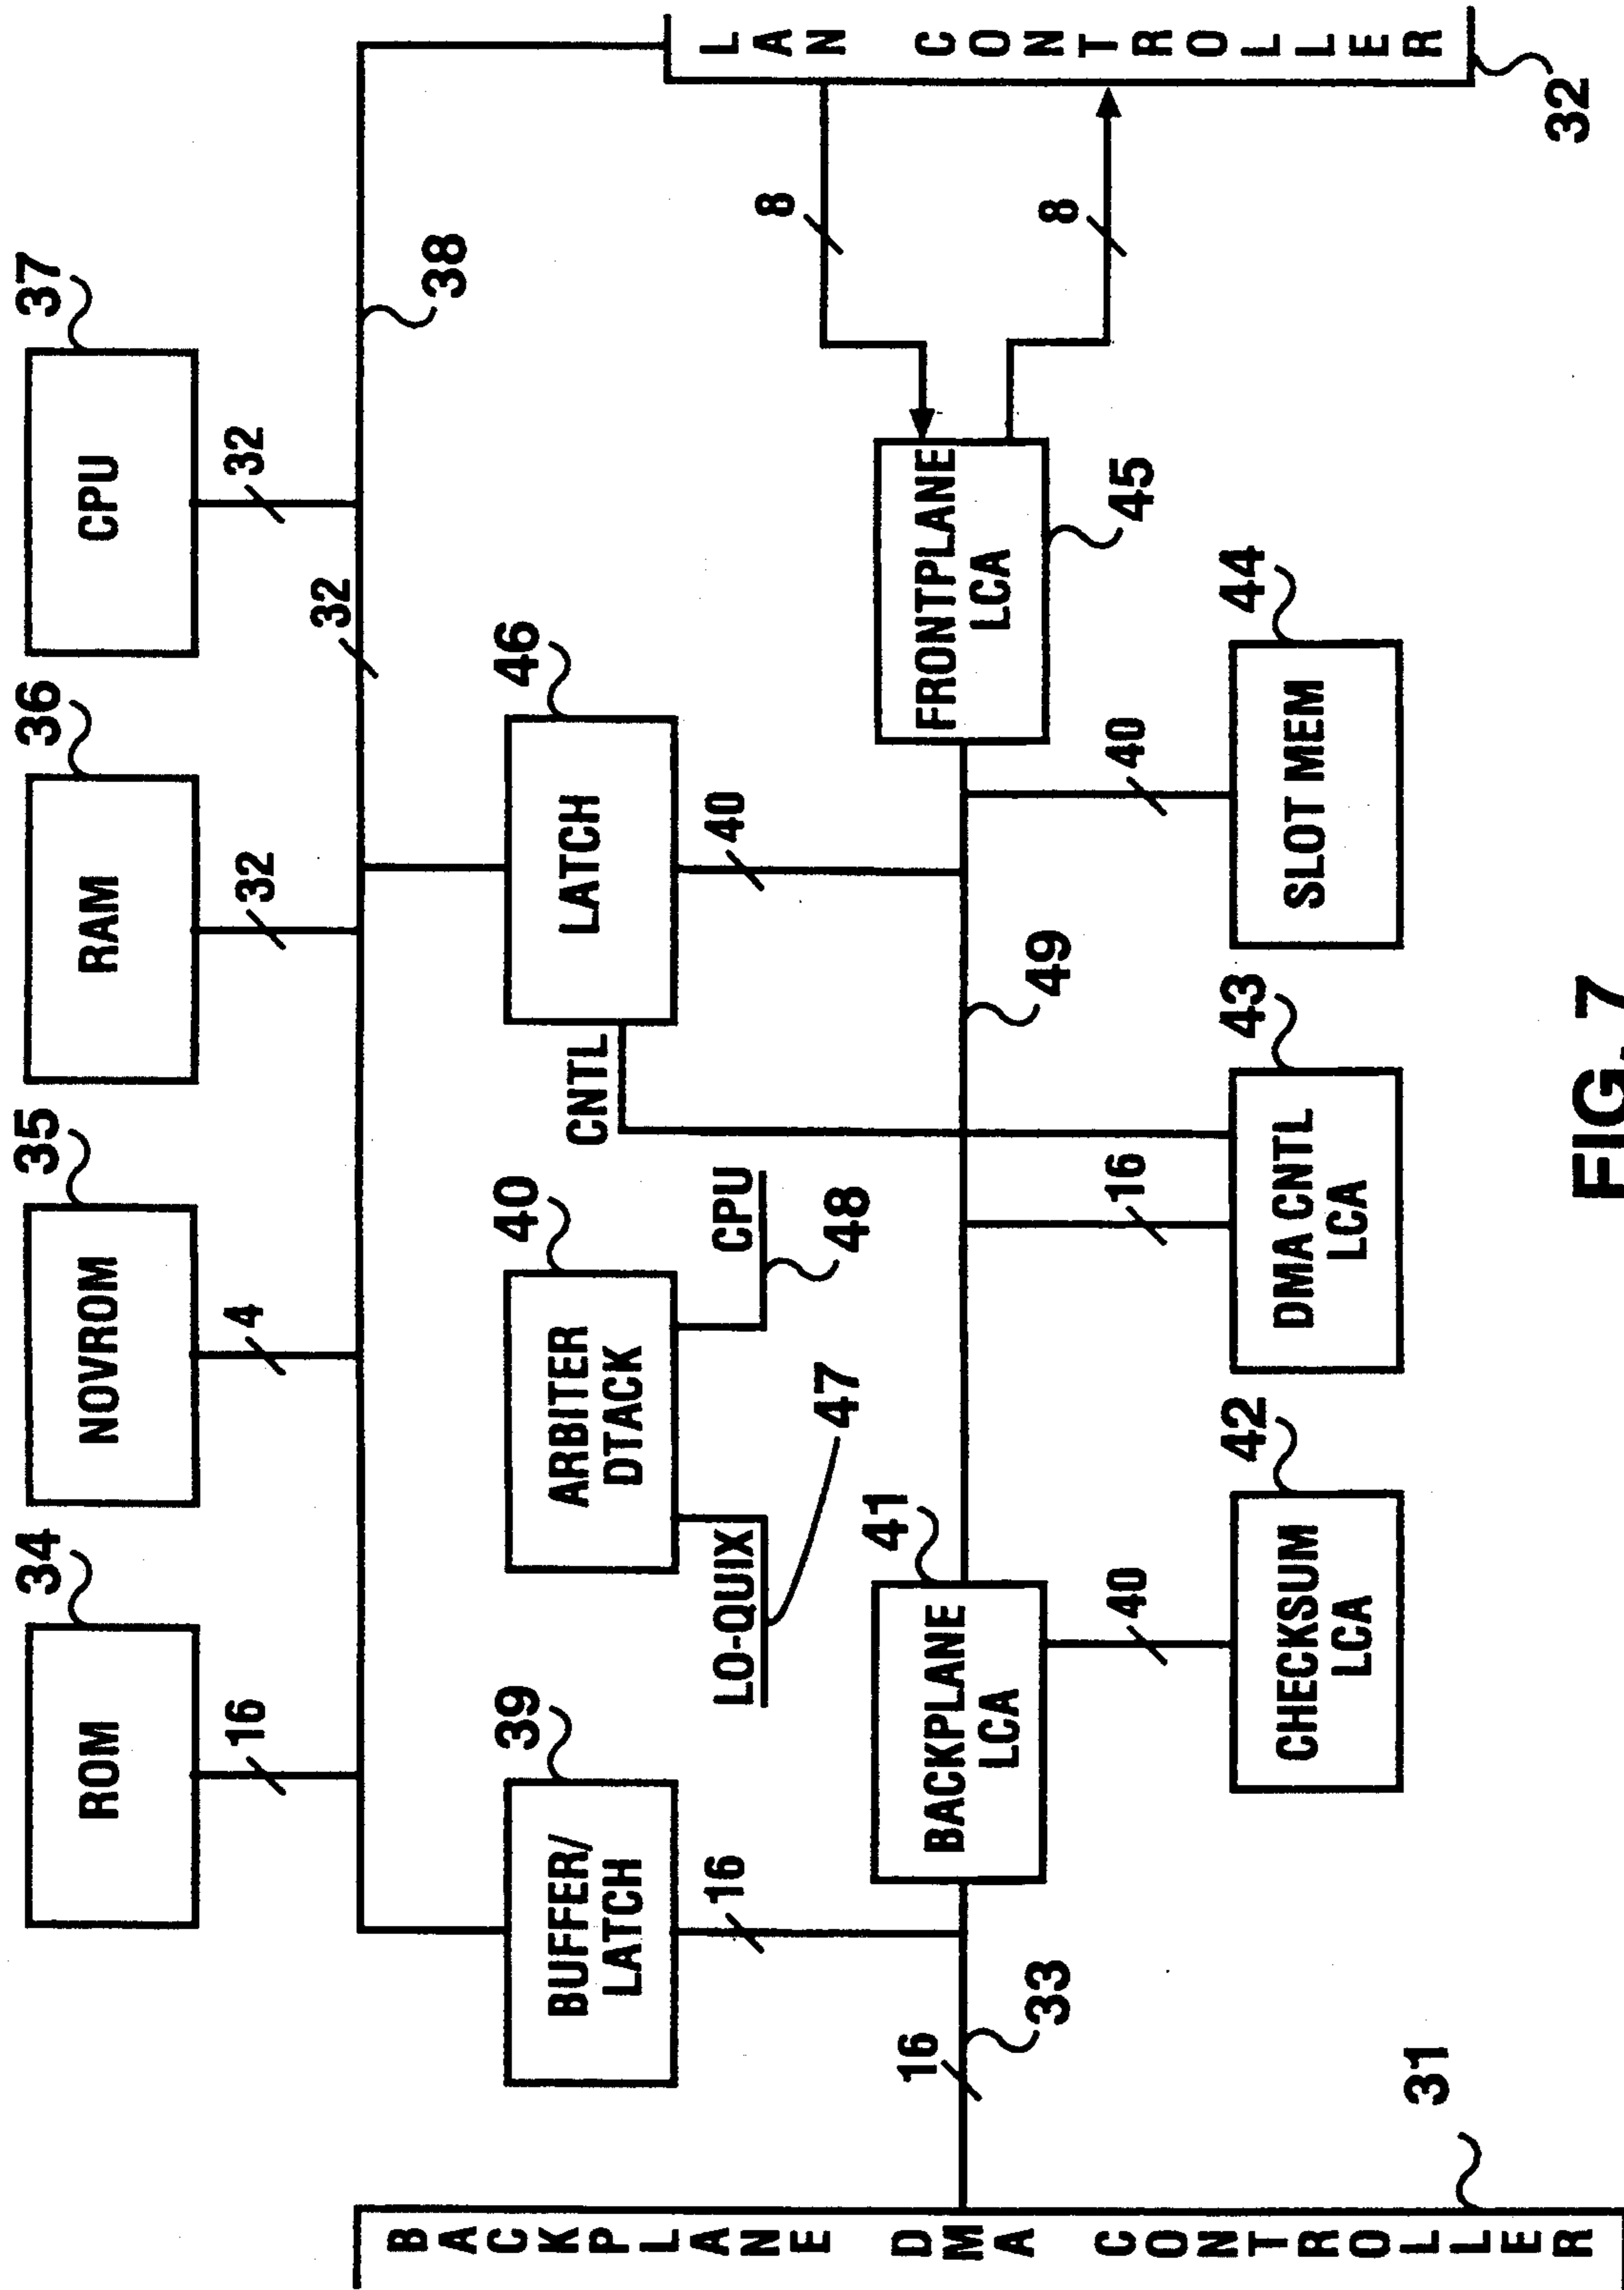 34
35
36
37
ROM
NOVROM
RAM
CPU
16
4
32
32
32
38
39
40
46
BUFFER/
LATCH
ARBITER
DTACK
LATCH
CNTL
16
LO-QUIX
CPU
40
47
48
8
8
41
BACKPLANE
LCA
FRONTPLANE
LCA
16
33
49
45
40
16
40
42
43
44
CHECKSUM
LCA
DMA CNTL
LCA
SLOT MEM
31
BACKPLANE DMA CONTROLLER
LAN CONTROLLER
32
FIG. 7